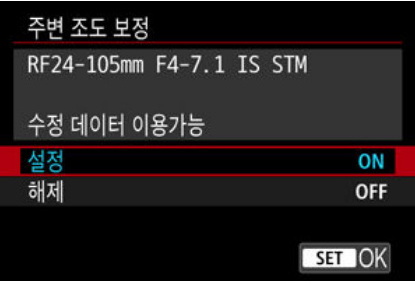 주변 조도 보정
RF24-105mm F4-7.1 IS STM
수정 데이터 이용가능
설정 ON
해제 OFF
SET OK